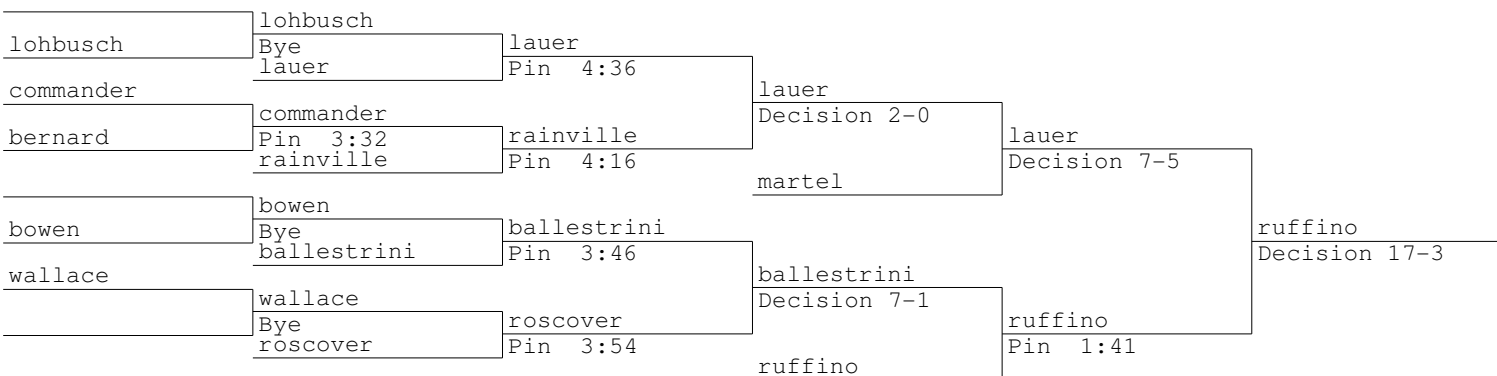 lohbusch
lohbusch
Bye
lauer
lauer
Pin 4:36
commander
bernard
commander
Pin 3:32
rainville
rainville
Pin 4:16
lauer
Decision 2-0
martel
lauer
Decision 7-5
bowen
bowen
Bye
ballestrini
ballestrini
Pin 3:46
wallace
wallace
Bye
roscover
roscover
Pin 3:54
ballestrini
Decision 7-1
ruffino
ruffino
Pin 1:41
ruffino
Decision 17-3